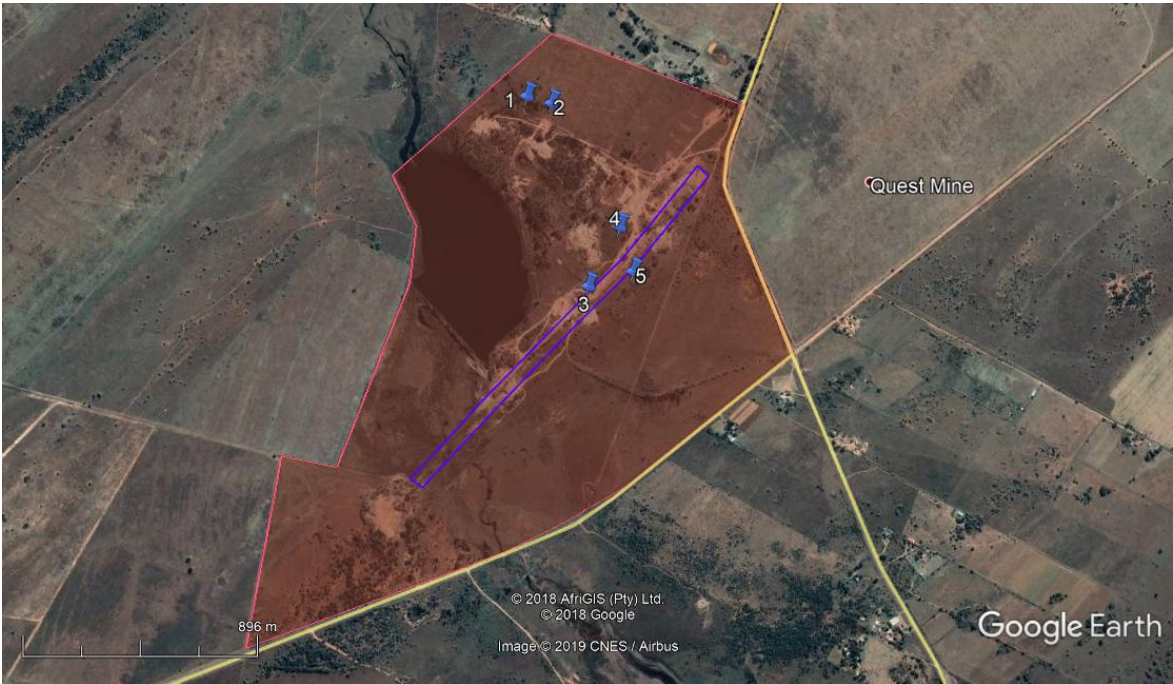 1
2
Quest Mine
4
5
3
896 m
© 2018 AfriGIS (Pty) Ltd.
© 2018 Google
Image © 2019 CNES / Airbus
Google Earth